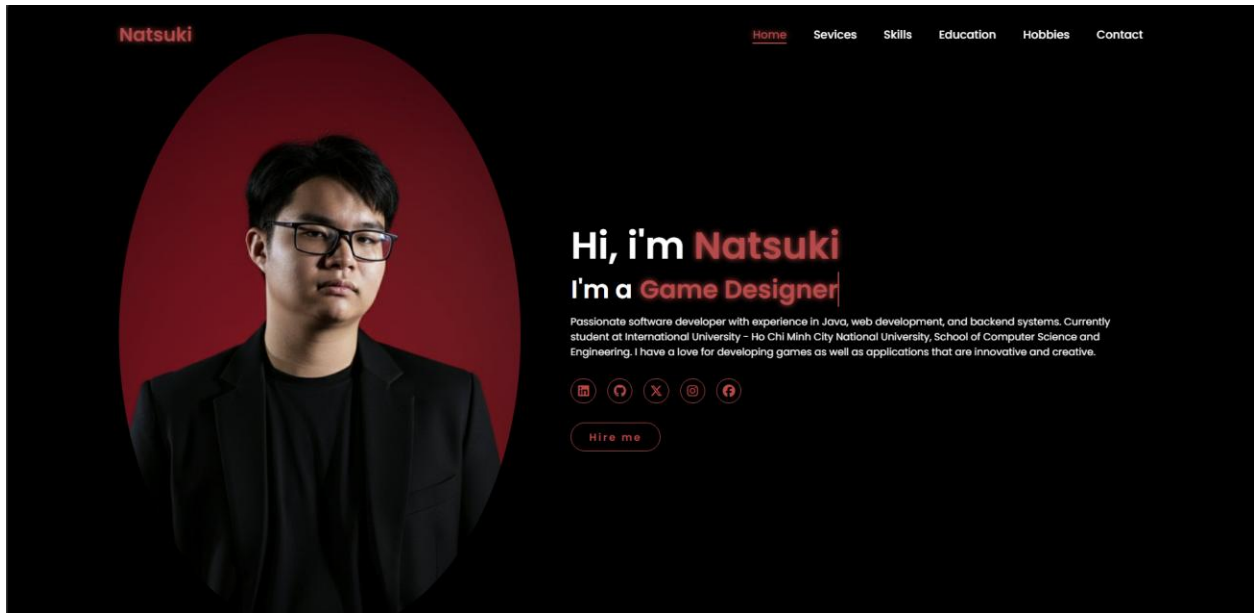 Natsuki
Home Sevices Skills Education Hobbies Contact
Hi, i'm Natsuki
I'm a Game Designer
Passionate software developer with experience in Java, web development, and backend systems. Currently
student at International University - Ho Chi Minh City National University, School of Computer Science and
Engineering. I have a love for developing games as well as applications that are innovative and creative.
Hire me